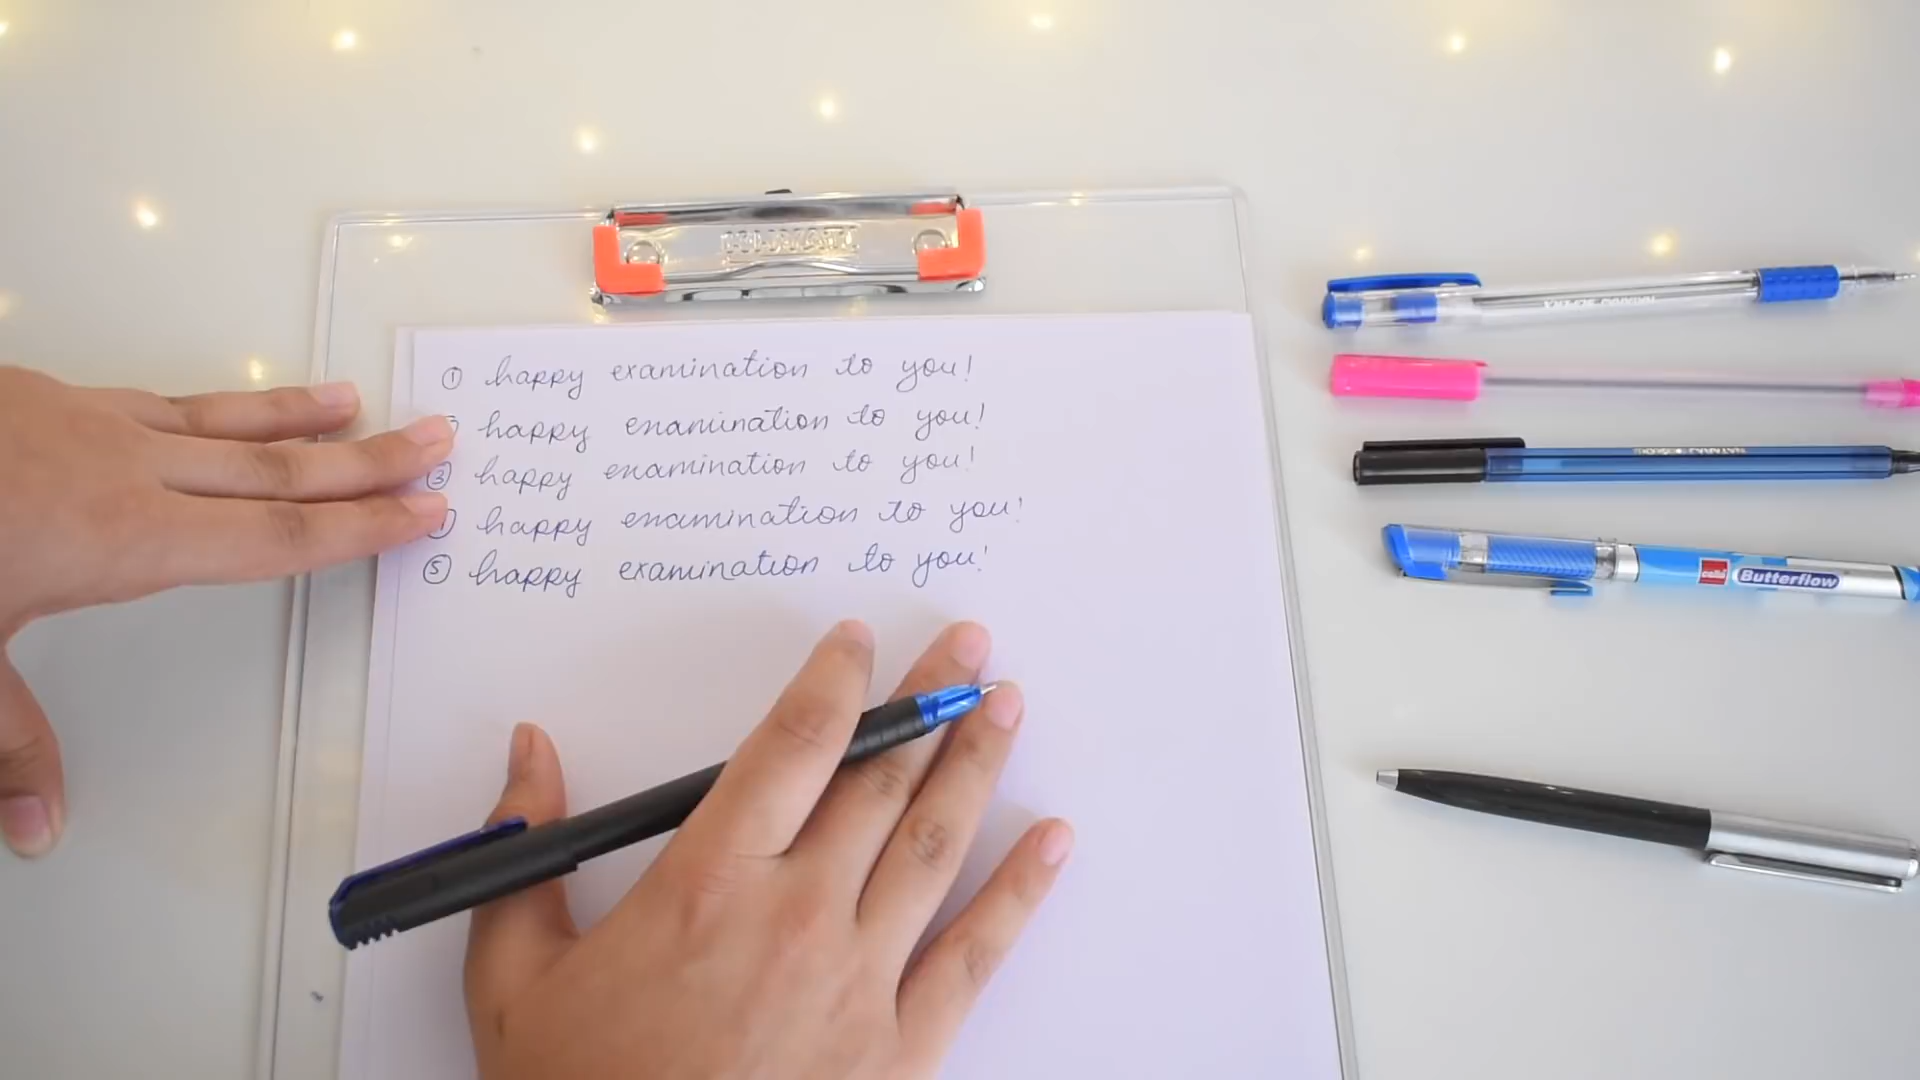 ① happy examination to you!
happy examination to you!
③ happy examination to you!
happy examination to you!
⑤ happy examination to you!
cello Butterflow